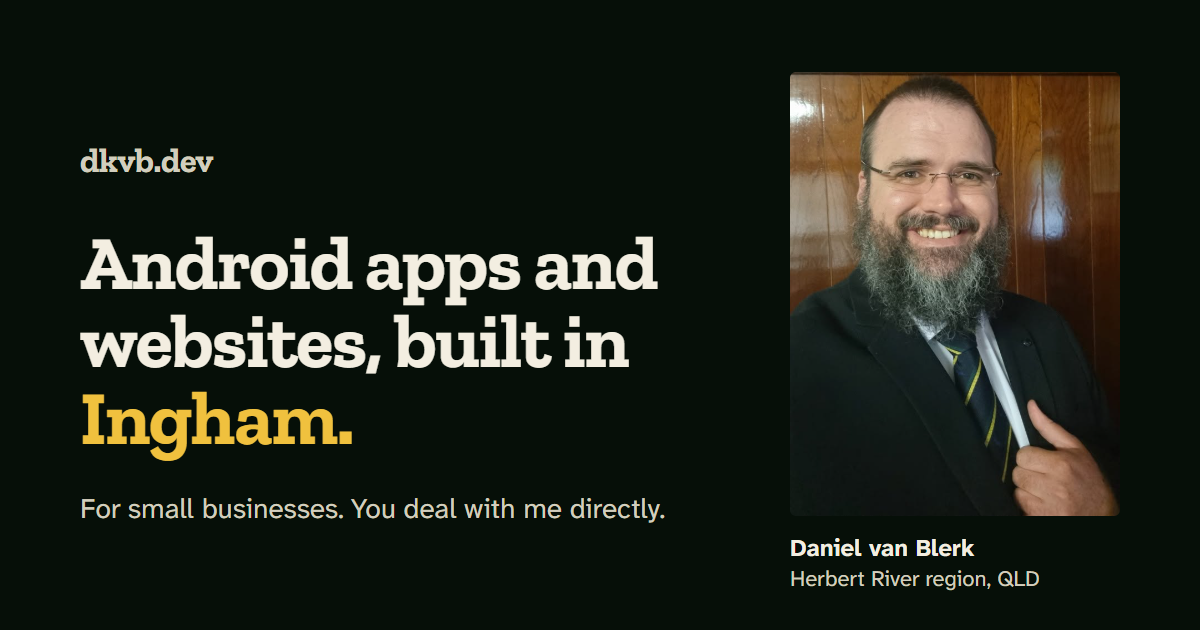 dkvb.dev
Android apps and
websites, built in
Ingham.
For small businesses. You deal with me directly.
Daniel van Blerk
Herbert River region, QLD